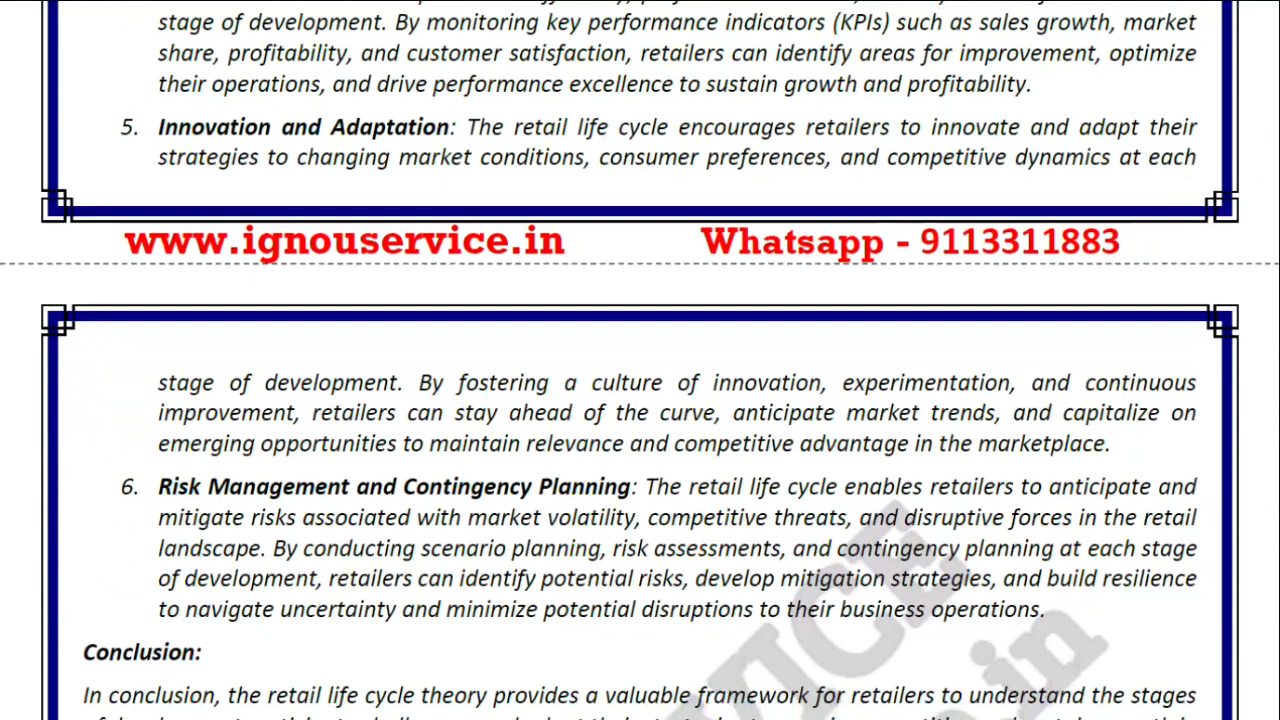 stage of development. By monitoring key performance indicators (KPIs) such as sales growth, market
share, profitability, and customer satisfaction, retailers can identify areas for improvement, optimize
their operations, and drive performance excellence to sustain growth and profitability.
5. Innovation and Adaptation: The retail life cycle encourages retailers to innovate and adapt their
strategies to changing market conditions, consumer preferences, and competitive dynamics at each
www.ignouservice.in Whatsapp - 9113311883
stage of development. By fostering a culture of innovation, experimentation, and continuous
improvement, retailers can stay ahead of the curve, anticipate market trends, and capitalize on
emerging opportunities to maintain relevance and competitive advantage in the marketplace.
6. Risk Management and Contingency Planning: The retail life cycle enables retailers to anticipate and
mitigate risks associated with market volatility, competitive threats, and disruptive forces in the retail
landscape. By conducting scenario planning, risk assessments, and contingency planning at each stage
of development, retailers can identify potential risks, develop mitigation strategies, and build resilience
to navigate uncertainty and minimize potential disruptions to their business operations.
Conclusion:
In conclusion, the retail life cycle theory provides a valuable framework for retailers to understand the stages